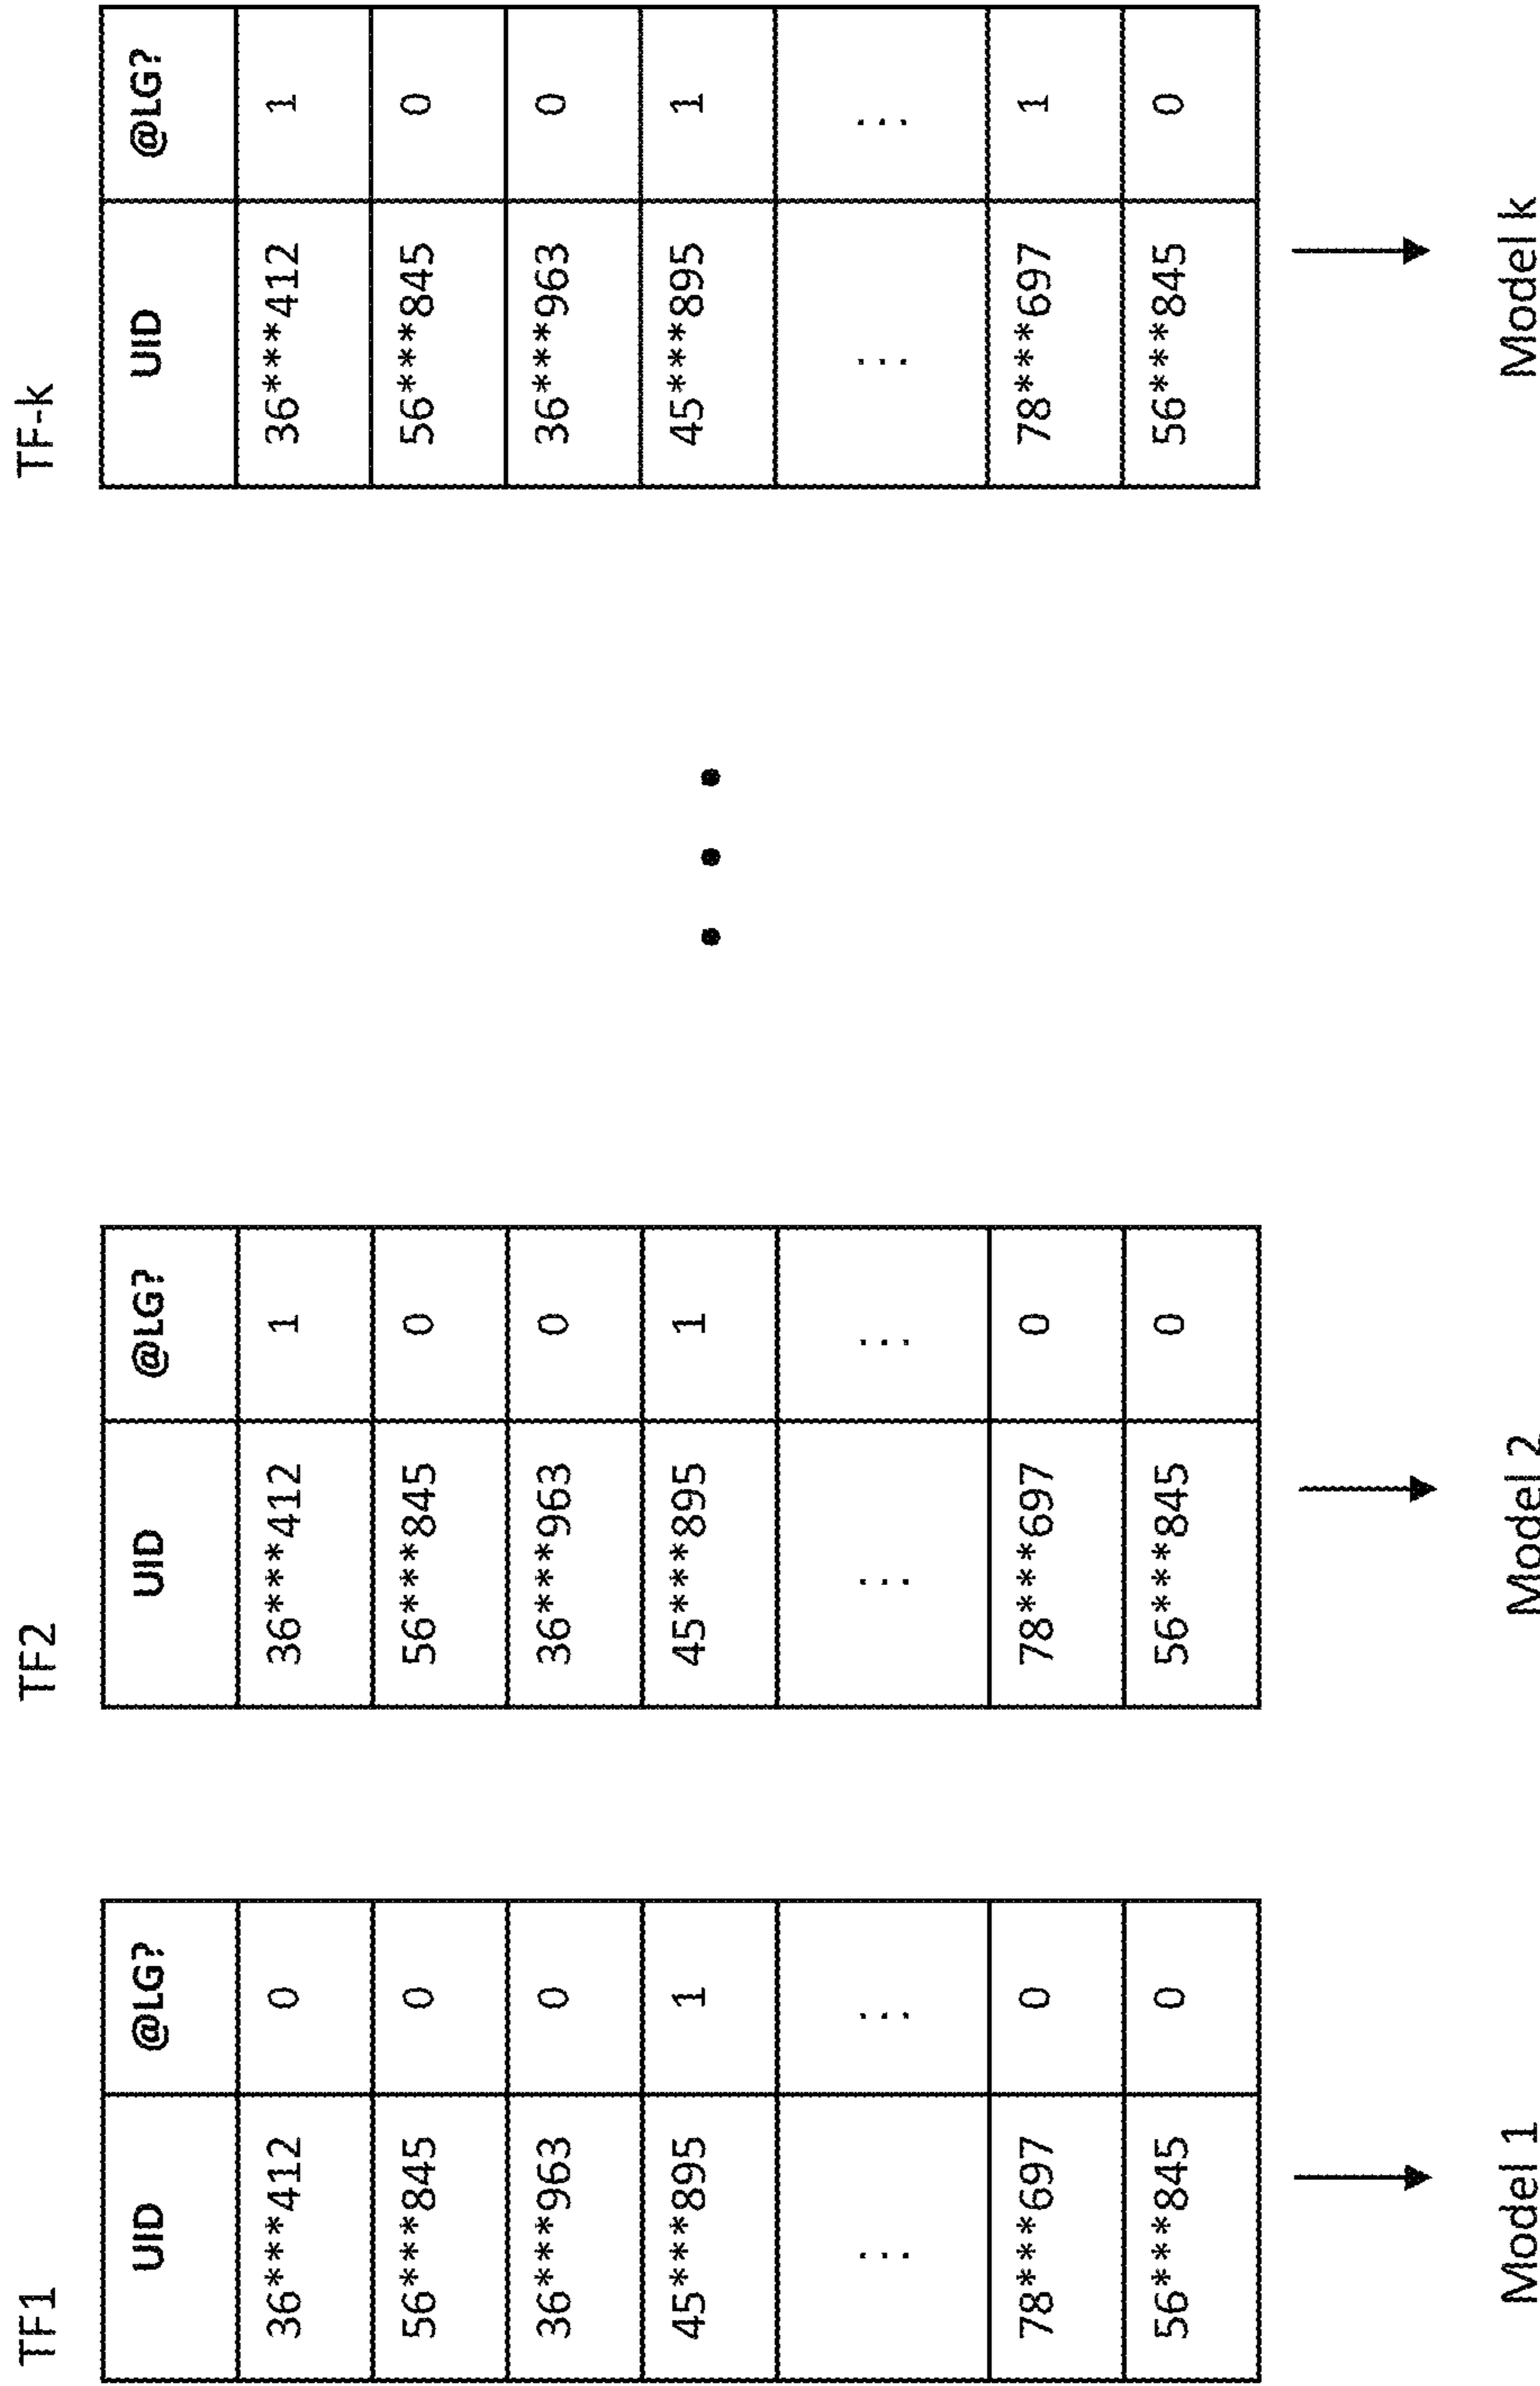 TF1
UID @LG?
36***412 0
56***845 0
36***963 0
45***895 1
... ...
78***697 0
56***845 0
Model 1
TF2
UID @LG?
36***412 1
56***845 0
36***963 0
45***895 1
... ...
78***697 0
56***845 0
Model 2
TF-k
UID @LG?
36***412 1
56***845 0
36***963 0
45***895 1
... ...
78***697 1
56***845 0
Model k